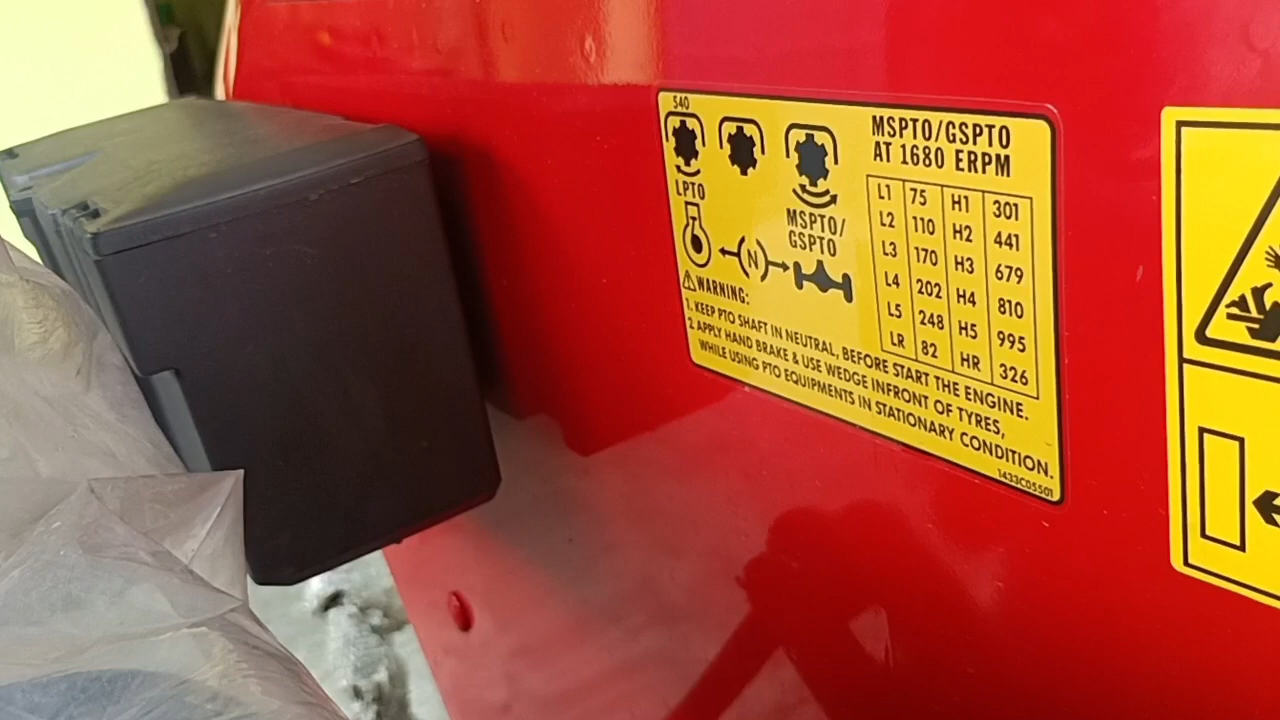 540
LPTO
MSPTO/
GSPTO
N
MSPTO/GSPTO
AT 1680 ERPM
L1 75 H1 301
L2 110 H2 441
L3 170 H3 679
L4 202 H4 810
L5 248 H5 995
LR 82 HR 326
WARNING:
1. KEEP PTO SHAFT IN NEUTRAL, BEFORE START THE ENGINE.
2 APPLY HAND BRAKE & USE WEDGE INFRONT OF TYRES,
WHILE USING PTO EQUIPMENTS IN STATIONARY CONDITION.
1433C05501